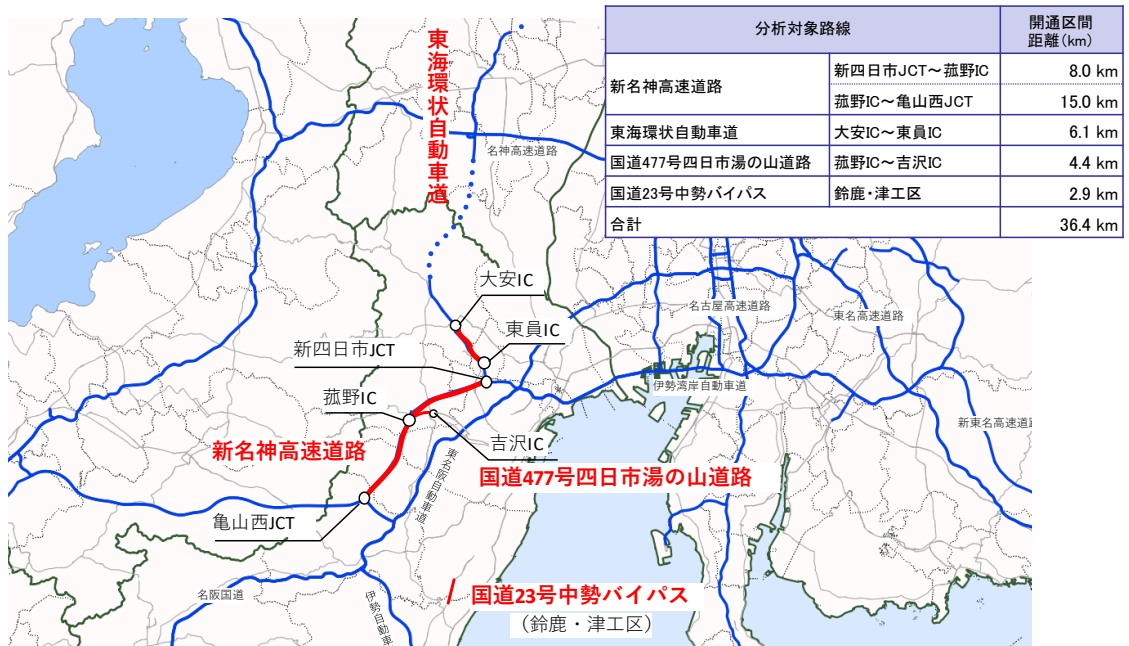 分析対象路線
開通区間
距離(km)
新名神高速道路
新四日市JCT～菰野IC
8.0 km
菰野IC～亀山西JCT
15.0 km
東海環状自動車道
大安IC～東員IC
6.1 km
国道477号四日市湯の山道路
菰野IC～吉沢IC
4.4 km
国道23号中勢バイパス
鈴鹿・津工区
2.9 km
合計
36.4 km
東海環状自動車道
名神高速道路
大安IC
東員IC
新四日市JCT
菰野IC
吉沢IC
新名神高速道路
国道477号四日市湯の山道路
亀山西JCT
東名阪自動車道
名古屋高速道路
東名高速道路
伊勢湾岸自動車道
新東名高速道路
名阪国道
伊勢自動車道
国道23号中勢バイパス
（鈴鹿・津工区）